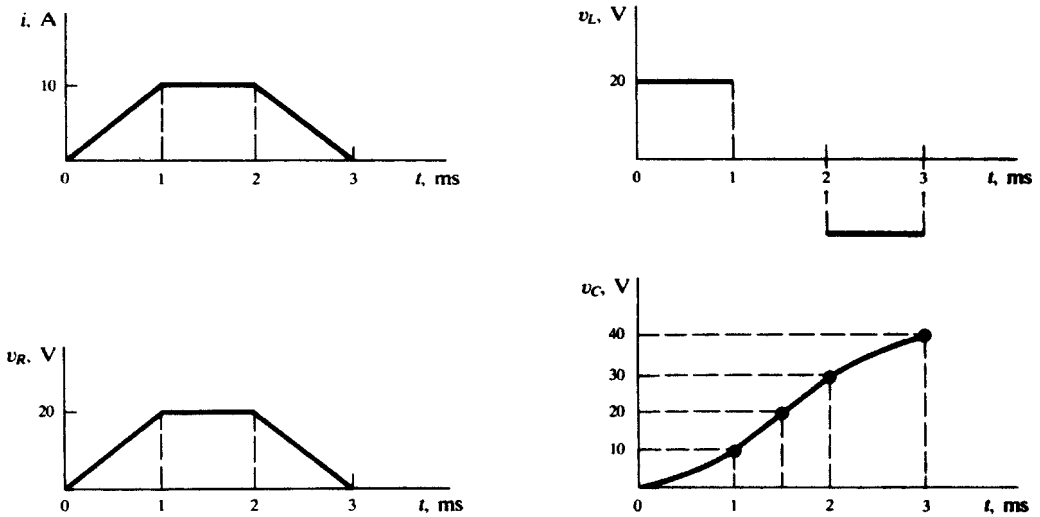 i, A
10
0 1 2 3 t, ms
v_L, V
20
0 1 2 3 t, ms
v_R, V
20
0 1 2 3 t, ms
v_C, V
40
30
20
10
0 1 2 3 t, ms